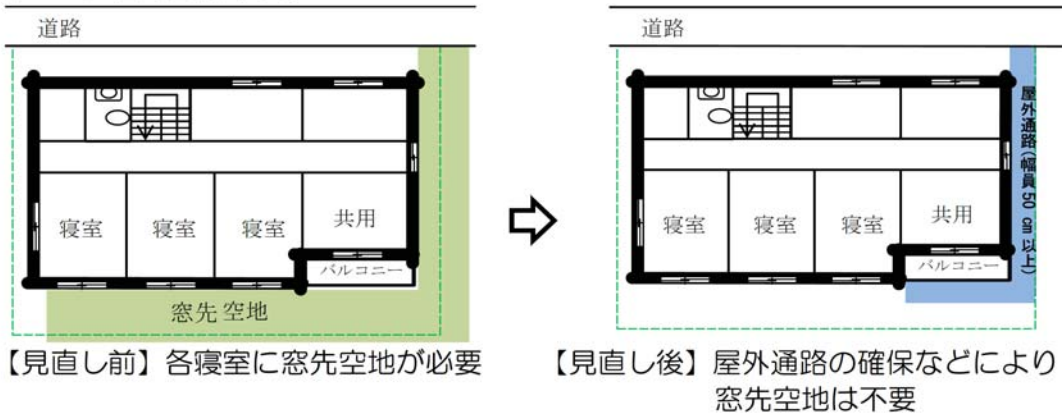 道路
寝室
寝室
寝室
共用
バルコニー
窓先空地
【見直し前】各寝室に窓先空地が必要
道路
寝室
寝室
寝室
共用
バルコニー
屋外通路(幅員50㎝以上)
【見直し後】屋外通路の確保などにより
窓先空地は不要